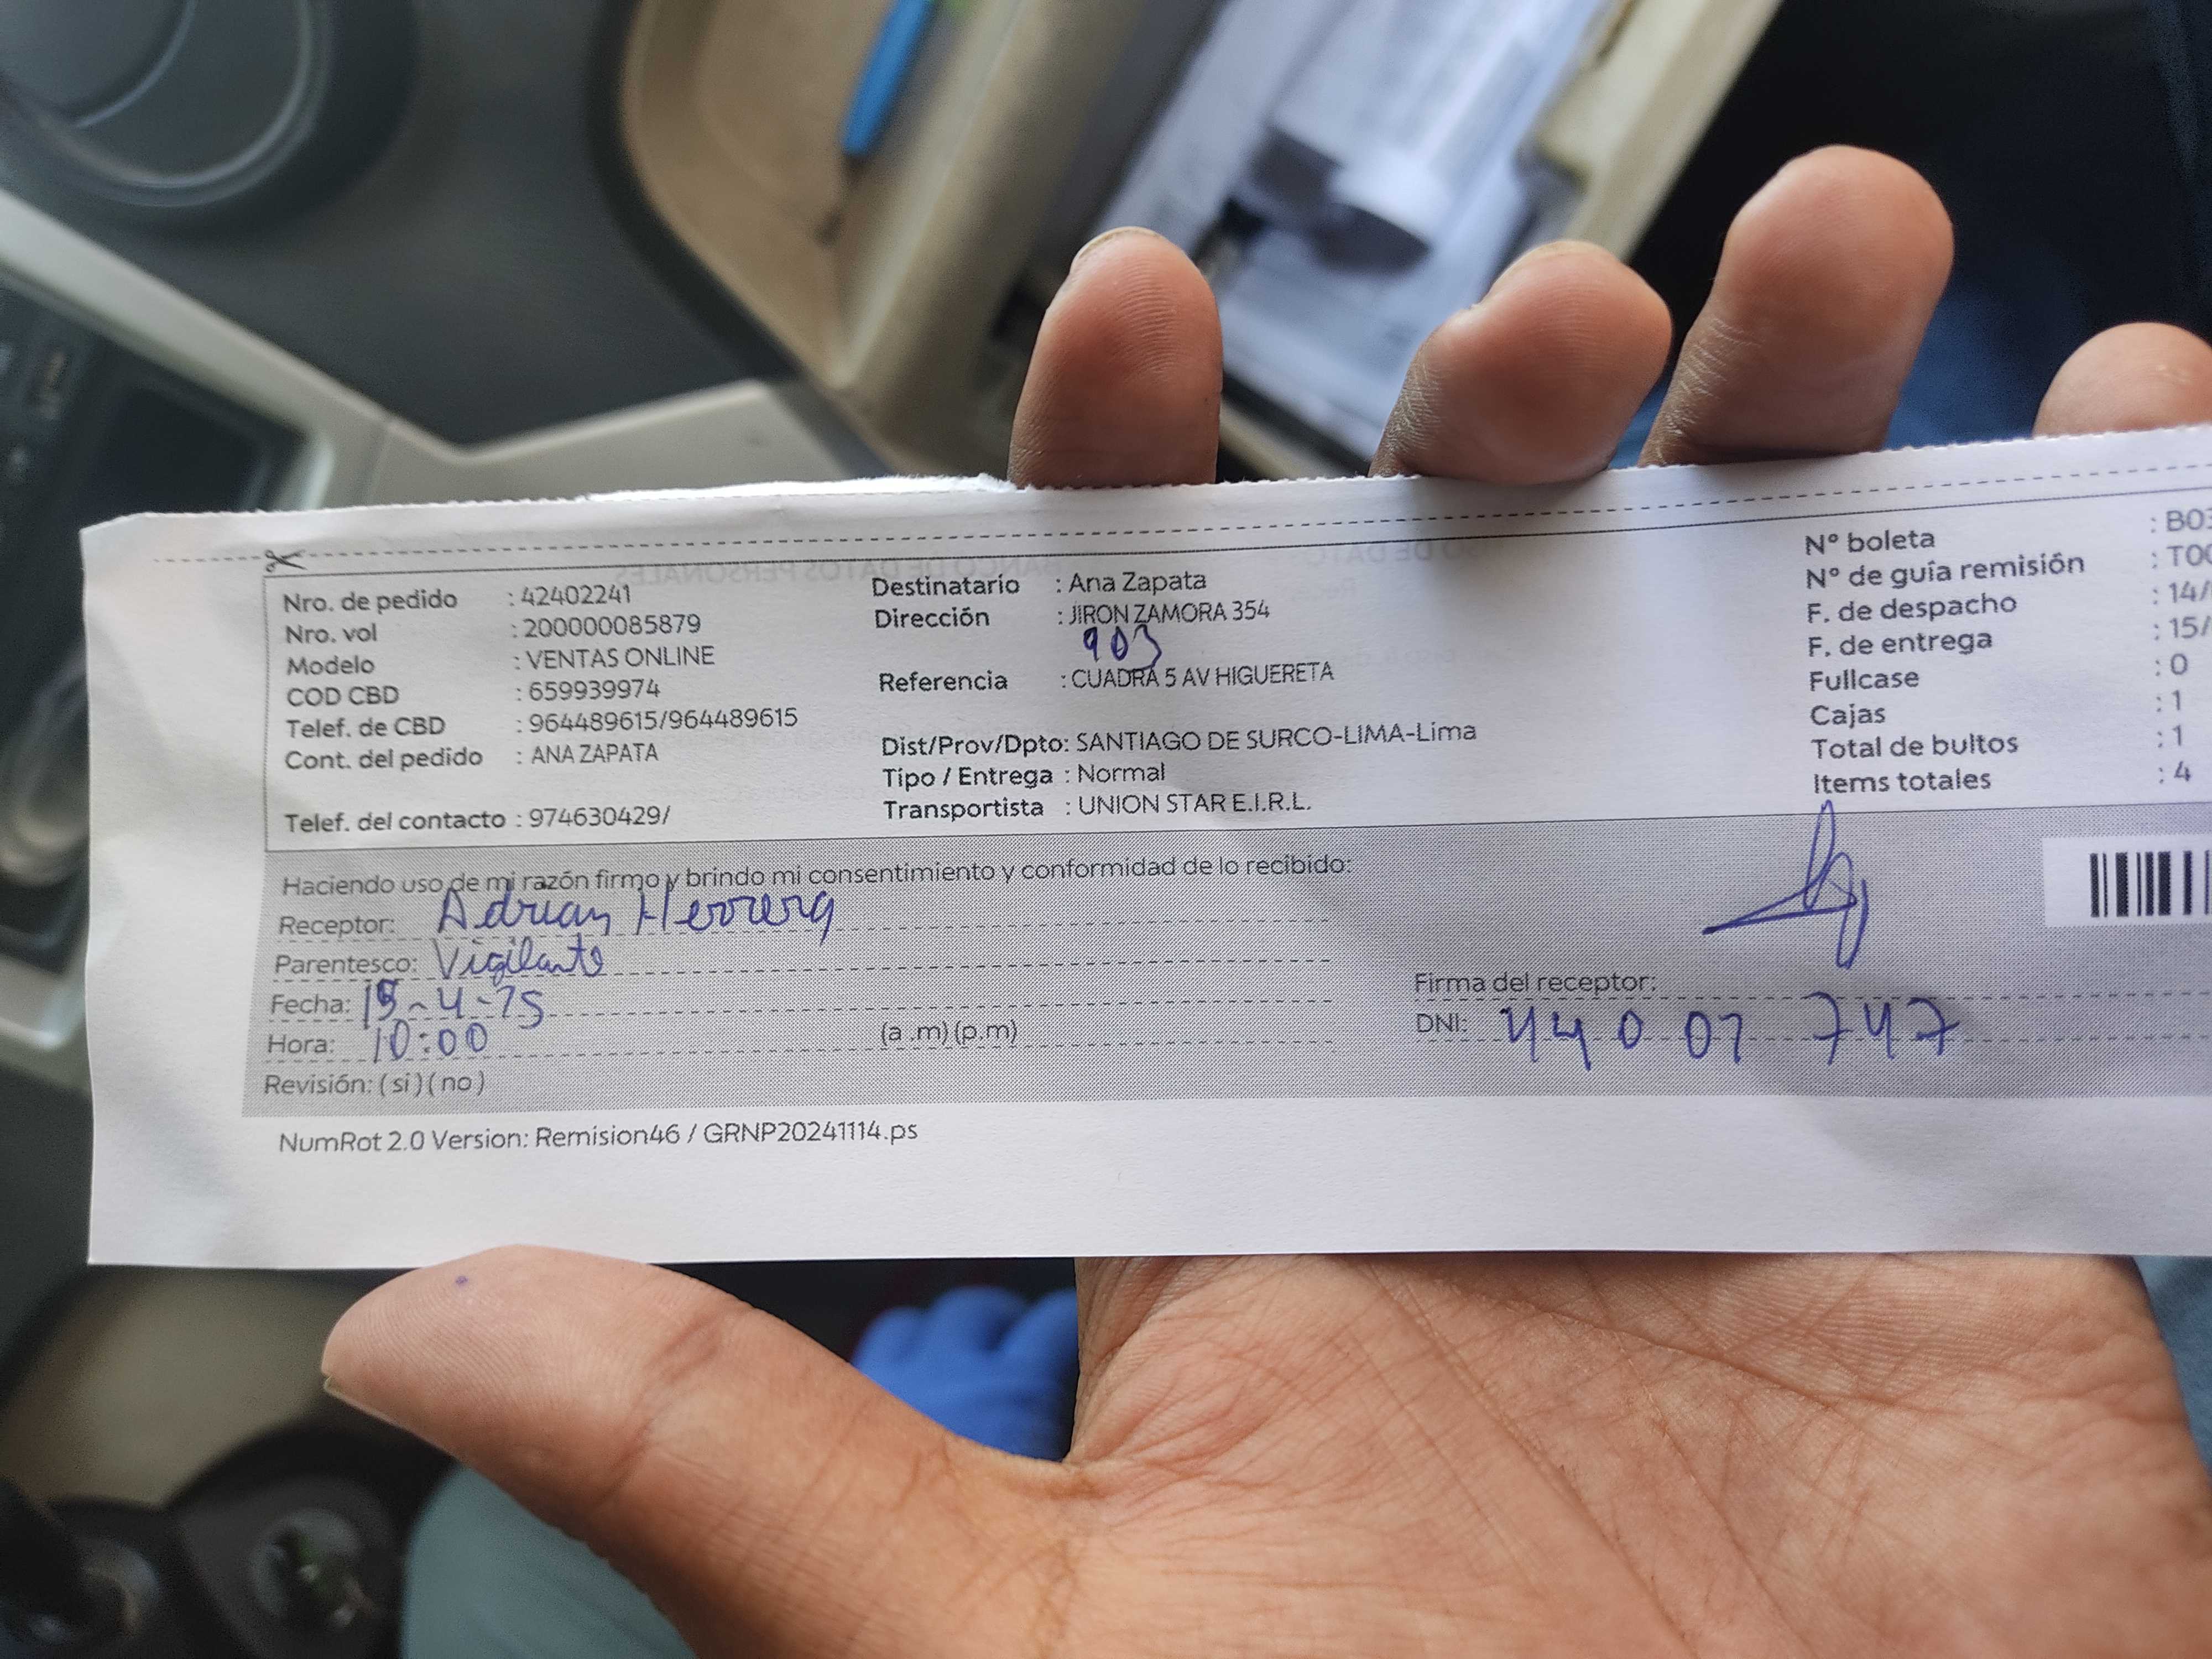 Nro. de pedido : 42402241
Nro. vol : 200000085879
Modelo : VENTAS ONLINE
COD CBD : 659939974
Telef. de CBD : 964489615/964489615
Cont. del pedido : ANA ZAPATA
Telef. del contacto : 974630429/
Destinatario : Ana Zapata
Dirección : JIRON ZAMORA 354
903
Referencia : CUADRA 5 AV HIGUERETA
Dist/Prov/Dpto: SANTIAGO DE SURCO-LIMA-Lima
Tipo / Entrega : Normal
Transportista : UNION STAR E.I.R.L.
Nº boleta : B03
Nº de guía remisión : T00
F. de despacho : 14/
F. de entrega : 15/
Fullcase : 0
Cajas : 1
Total de bultos : 1
Items totales : 4
Haciendo uso de mi razón firmo y brindo mi consentimiento y conformidad de lo recibido:
Receptor: Adrian Herrera
Parentesco: Vigilante
Fecha: 15-4-25
Hora: 10:00 (a .m) (p.m)
Revisión: ( si ) ( no )
Firma del receptor:
DNI: 44007747
NumRot 2.0 Version: Remision46 / GRNP20241114.ps